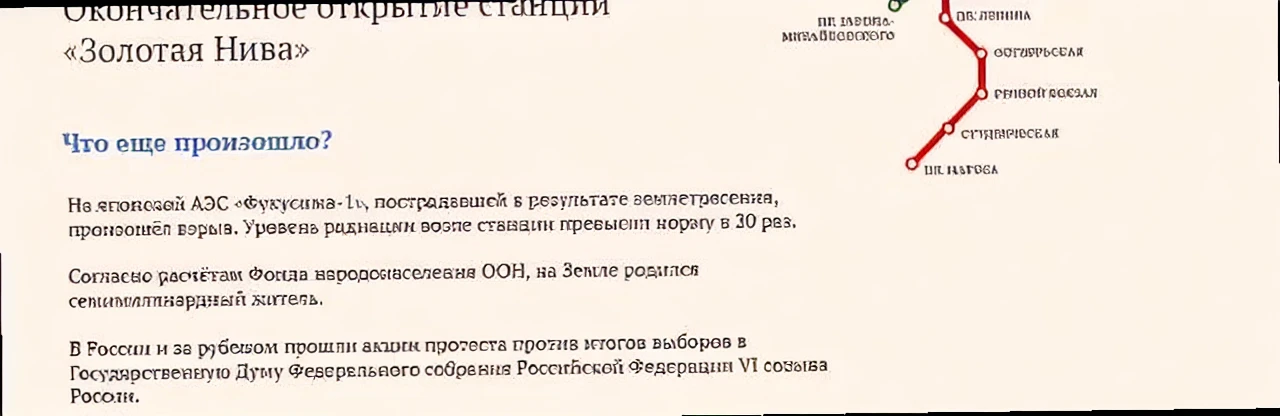 Окончательное открытие станции
«Золотая Нива»
Что еще произошло?
На японской АЭС «Фукусима-1», пострадавшей в результате землетресения,
произошёл взрыв. Уровень радиации возле станции превысил норму в 30 раз.
Согласно расчётам Фонда народонаселения ООН, на Земле родился
семимиллиардный житель.
В России и за рубежом прошли акции протеста против итогов выборов в
Государственную Думу Федерального собрания Российской Федерации VI созыва
России.
ПЛ. ГАРИНА-
МИХАЙЛОВСКОГО
ПЛ. ЛЕНИНА
ОКТЯБРЬСКАЯ
РЕЧНОЙ ВОКЗАЛ
СТУДЕНЧЕСКАЯ
ПЛ. МАРКСА